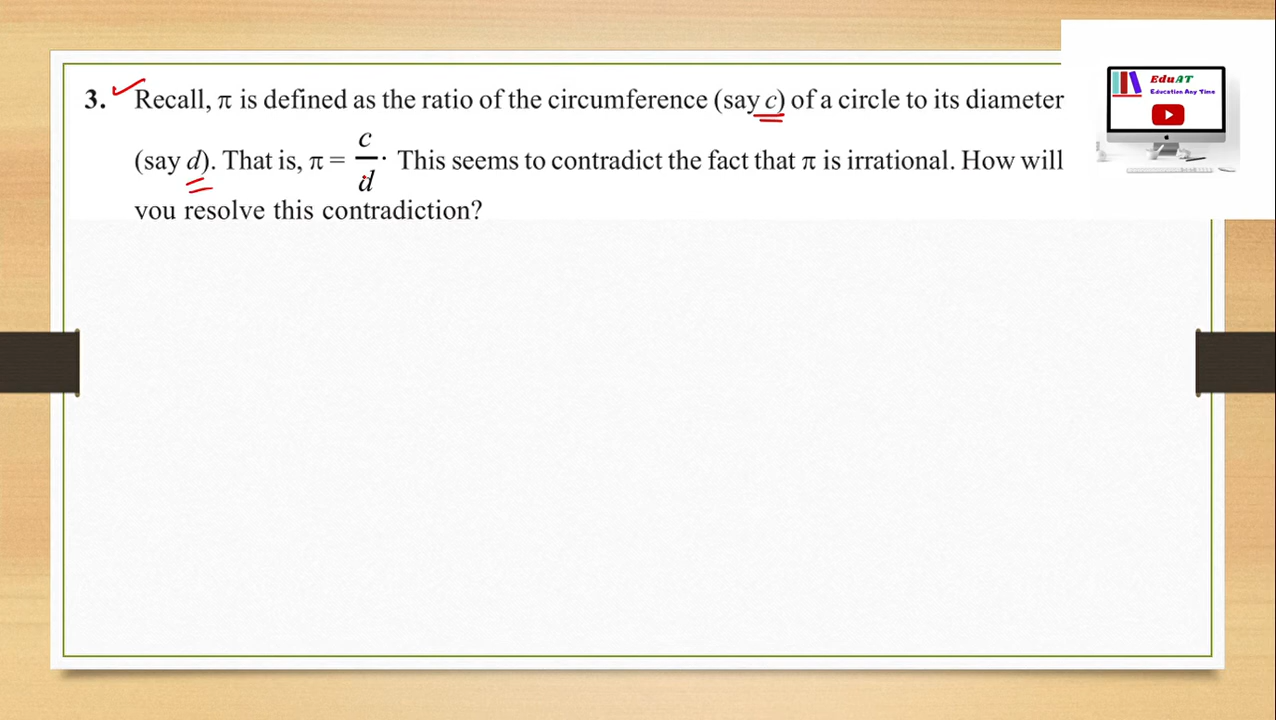 3. Recall, π is defined as the ratio of the circumference (say c) of a circle to its diameter
(say d). That is, π = c/d. This seems to contradict the fact that π is irrational. How will
you resolve this contradiction?
EduAT
Education Any Time